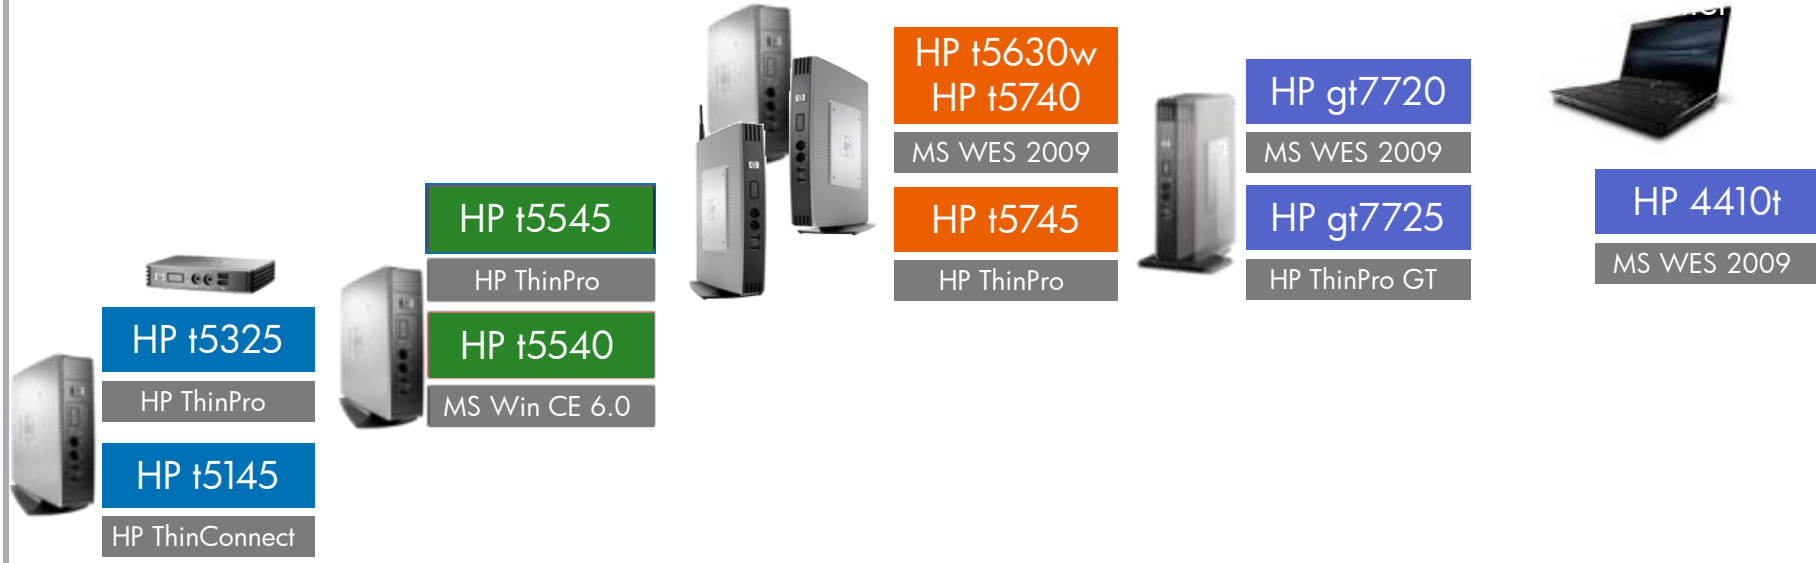 HP t5325
HP ThinPro
HP t5145
HP ThinConnect
HP t5545
HP ThinPro
HP t5540
MS Win CE 6.0
HP t5630w
HP t5740
MS WES 2009
HP t5745
HP ThinPro
HP gt7720
MS WES 2009
HP gt7725
HP ThinPro GT
HP 4410t
MS WES 2009